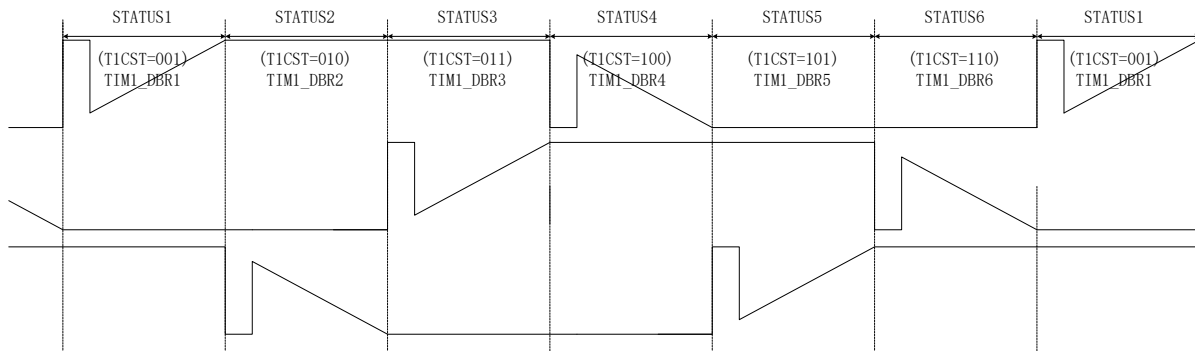 STATUS1 STATUS2 STATUS3 STATUS4 STATUS5 STATUS6 STATUS1
(T1CST=001) (T1CST=010) (T1CST=011) (T1CST=100) (T1CST=101) (T1CST=110) (T1CST=001)
TIM1_DBR1 TIM1_DBR2 TIM1_DBR3 TIM1_DBR4 TIM1_DBR5 TIM1_DBR6 TIM1_DBR1